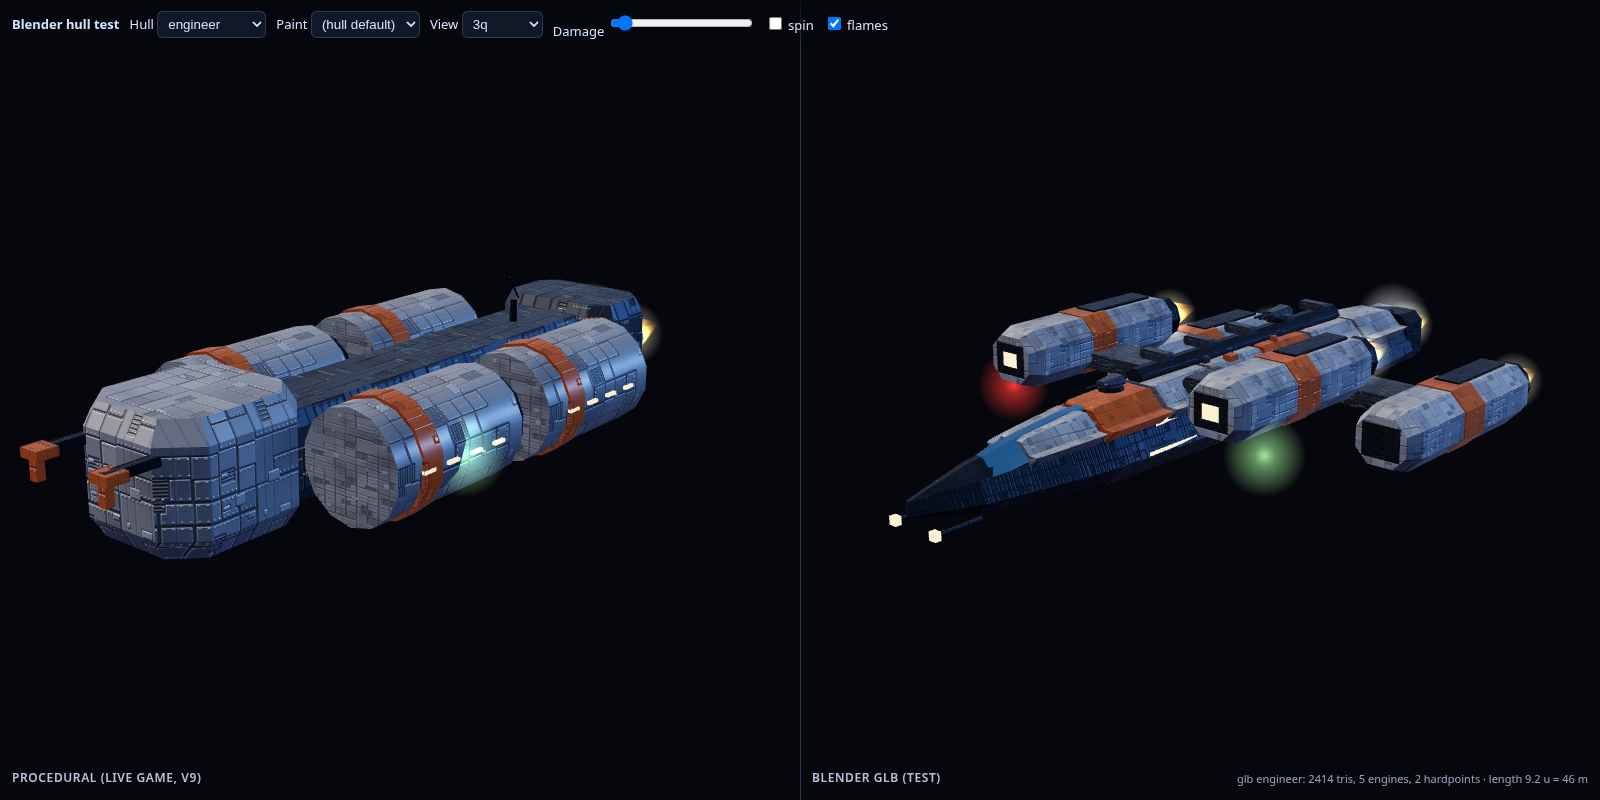 Blender hull test Hull engineer Paint (hull default) View 3q Damage spin flames
PROCEDURAL (LIVE GAME, V9)
BLENDER GLB (TEST)
glb engineer: 2414 tris, 5 engines, 2 hardpoints · length 9.2 u = 46 m